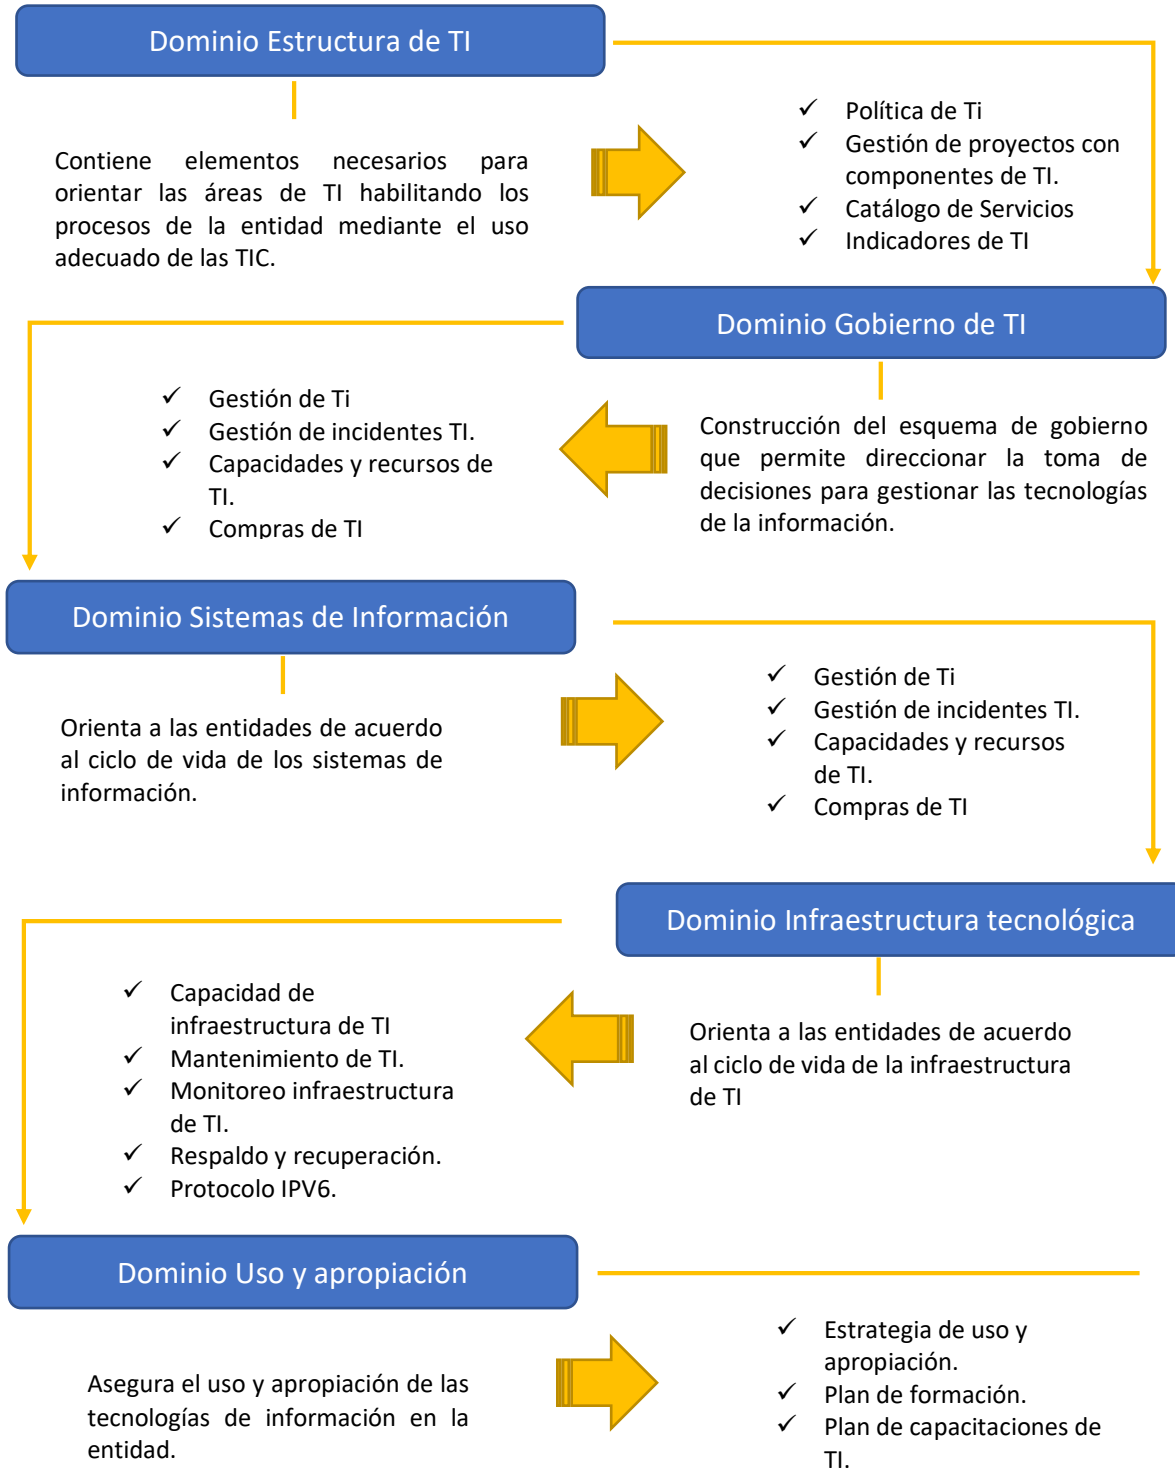 Dominio Estructura de TI
Contiene elementos necesarios para
orientar las áreas de TI habilitando los
procesos de la entidad mediante el uso
adecuado de las TIC.
✓ Política de Ti
✓ Gestión de proyectos con
componentes de TI.
✓ Catálogo de Servicios
✓ Indicadores de TI
Dominio Gobierno de TI
Construcción del esquema de gobierno
que permite direccionar la toma de
decisiones para gestionar las tecnologías
de la información.
✓ Gestión de Ti
✓ Gestión de incidentes TI.
✓ Capacidades y recursos de
TI.
✓ Compras de TI
Dominio Sistemas de Información
Orienta a las entidades de acuerdo
al ciclo de vida de los sistemas de
información.
✓ Gestión de Ti
✓ Gestión de incidentes TI.
✓ Capacidades y recursos
de TI.
✓ Compras de TI
Dominio Infraestructura tecnológica
Orienta a las entidades de acuerdo
al ciclo de vida de la infraestructura
de TI
✓ Capacidad de
infraestructura de TI
✓ Mantenimiento de TI.
✓ Monitoreo infraestructura
de TI.
✓ Respaldo y recuperación.
✓ Protocolo IPV6.
Dominio Uso y apropiación
Asegura el uso y apropiación de las
tecnologías de información en la
entidad.
✓ Estrategia de uso y
apropiación.
✓ Plan de formación.
✓ Plan de capacitaciones de
TI.